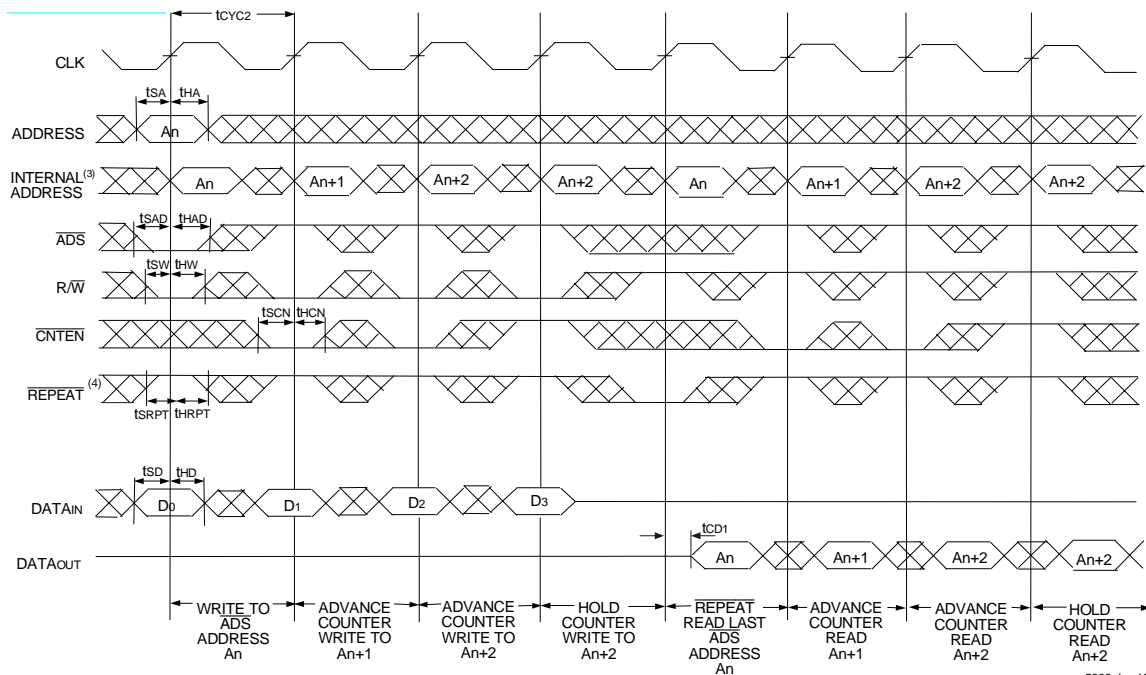 tCYC2
CLK
tSA tHA
ADDRESS An
INTERNAL(3)
ADDRESS
An An+1 An+2 An+2 An An+1 An+2 An+2
tSAD tHAD
ADS
tSW tHW
R/W
tSCN tHCN
CNTEN
REPEAT (4)
tSRPT tHRPT
tSD tHD
DATAIN D0 D1 D2 D3
tCD1
DATAOUT An An+1 An+2 An+2
WRITE TO
ADS
ADDRESS
An
ADVANCE
COUNTER
WRITE TO
An+1
ADVANCE
COUNTER
WRITE TO
An+2
HOLD
COUNTER
WRITE TO
An+2
REPEAT
READ LAST
ADS
ADDRESS
An
ADVANCE
COUNTER
READ
An+1
ADVANCE
COUNTER
READ
An+2
HOLD
COUNTER
READ
An+2